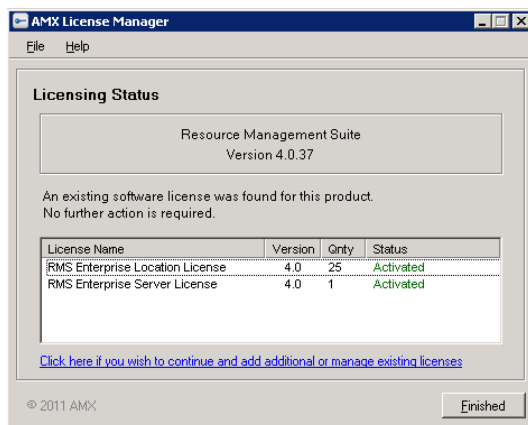 AMX License Manager
File Help
Licensing Status
Resource Management Suite
Version 4.0.37
An existing software license was found for this product.
No further action is required.
License Name Version Qnty Status
RMS Enterprise Location License 4.0 25 Activated
RMS Enterprise Server License 4.0 1 Activated
Click here if you wish to continue and add additional or manage existing licenses
© 2011 AMX Finished